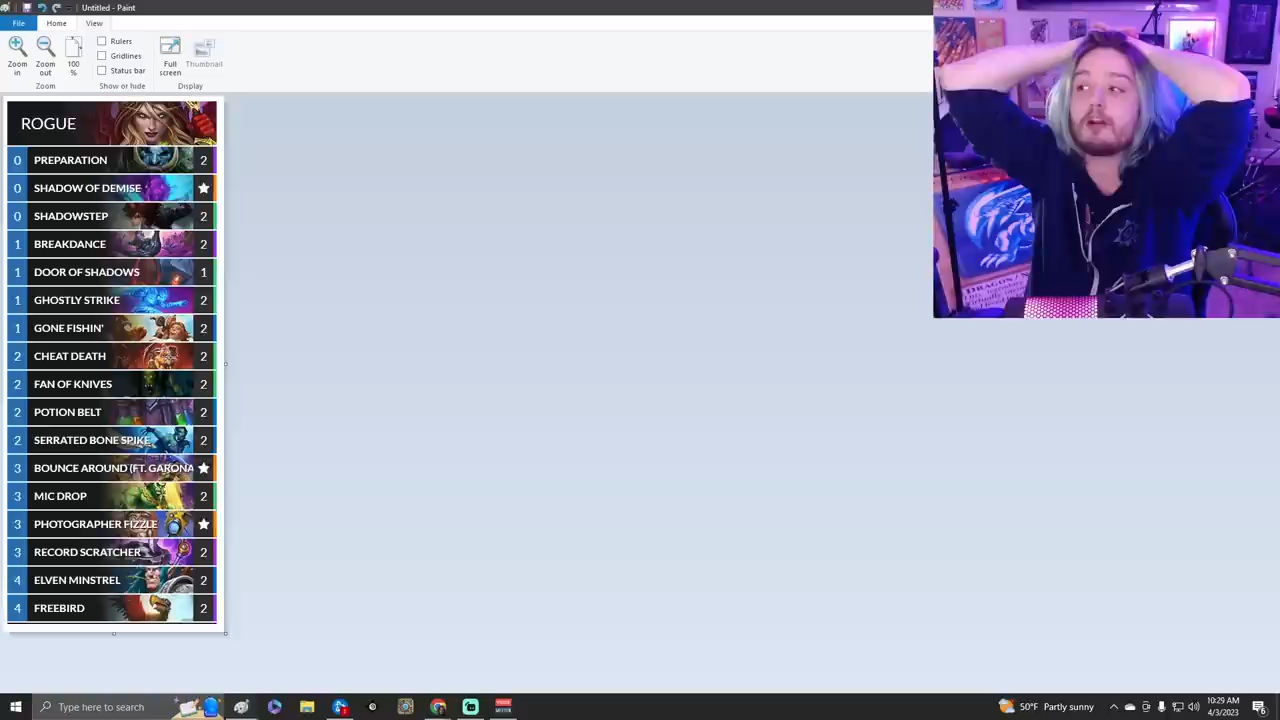 Untitled - Paint
File Home View
Zoom in
Zoom out
100 %
Rulers
Gridlines
Status bar
Full screen
Thumbnail
Zoom
Show or hide
Display
ROGUE
0 PREPARATION 2
0 SHADOW OF DEMISE
0 SHADOWSTEP 2
1 BREAKDANCE 2
1 DOOR OF SHADOWS 1
1 GHOSTLY STRIKE 2
1 GONE FISHIN' 2
2 CHEAT DEATH 2
2 FAN OF KNIVES 2
2 POTION BELT 2
2 SERRATED BONE SPIKE 2
3 BOUNCE AROUND (FT. GARONA
3 MIC DROP 2
3 PHOTOGRAPHER FIZZLE
3 RECORD SCRATCHER 2
4 ELVEN MINSTREL 2
4 FREEBIRD 2
DRAGON
Type here to search
50°F Partly sunny
10:29 AM
4/3/2023
6